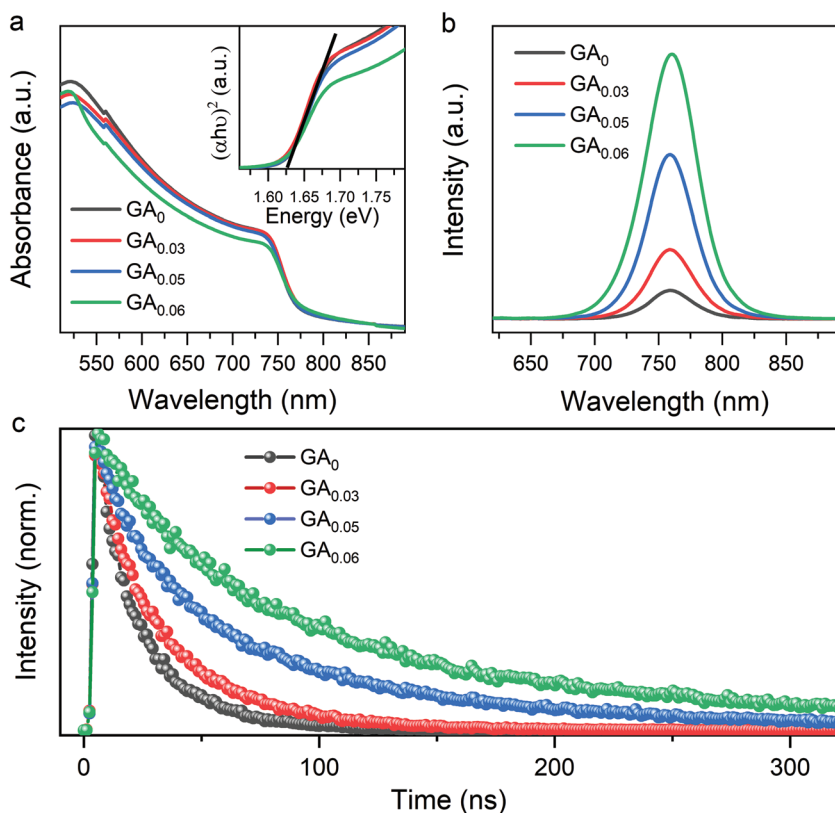 a
Absorbance (a.u.)
GA0
GA0.03
GA0.05
GA0.06
550 600 650 700 750 800 850
Wavelength (nm)
(αhυ)2 (a.u.)
1.60 1.65 1.70 1.75
Energy (eV)
b
Intensity (a.u.)
GA0
GA0.03
GA0.05
GA0.06
650 700 750 800 850
Wavelength (nm)
c
Intensity (norm.)
GA0
GA0.03
GA0.05
GA0.06
0 100 200 300
Time (ns)